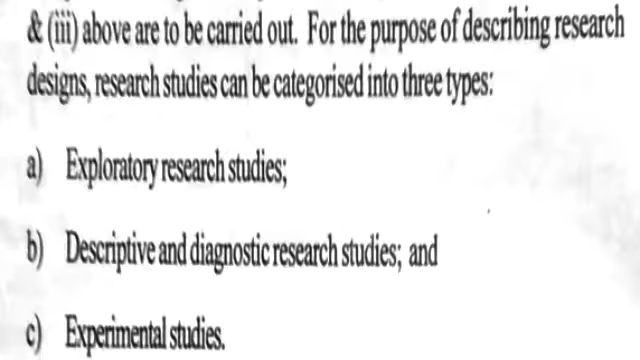 & (iii) above are to be carried out. For the purpose of describing research
designs, research studies can be categorised into three types:
a) Exploratory research studies;
b) Descriptive and diagnostic research studies; and
c) Experimental studies.